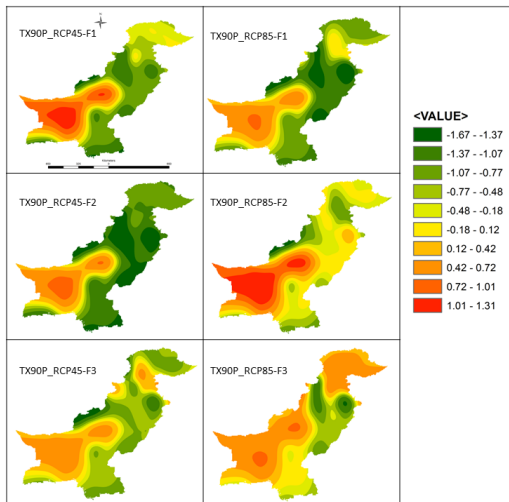 TX90P_RCP45-F1
TX90P_RCP85-F1
TX90P_RCP45-F2
TX90P_RCP85-F2
TX90P_RCP45-F3
TX90P_RCP85-F3
<VALUE>
-1.67 - -1.37
-1.37 - -1.07
-1.07 - -0.77
-0.77 - -0.48
-0.48 - -0.18
-0.18 - 0.12
0.12 - 0.42
0.42 - 0.72
0.72 - 1.01
1.01 - 1.31